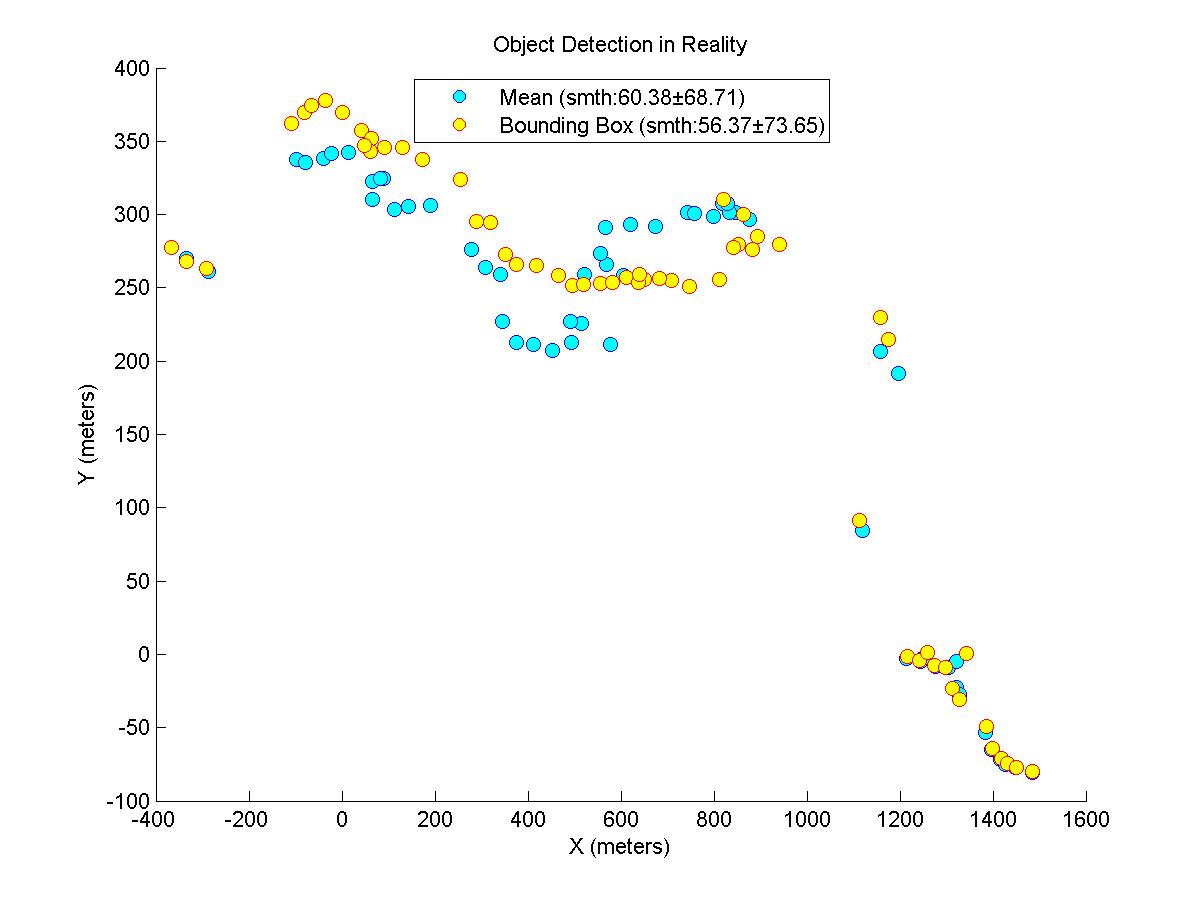 Object Detection in Reality
Mean (smth:60.38±68.71)
Bounding Box (smth:56.37±73.65)
400
350
300
250
200
150
100
50
0
-50
-100
Y (meters)
-400 -200 0 200 400 600 800 1000 1200 1400 1600
X (meters)